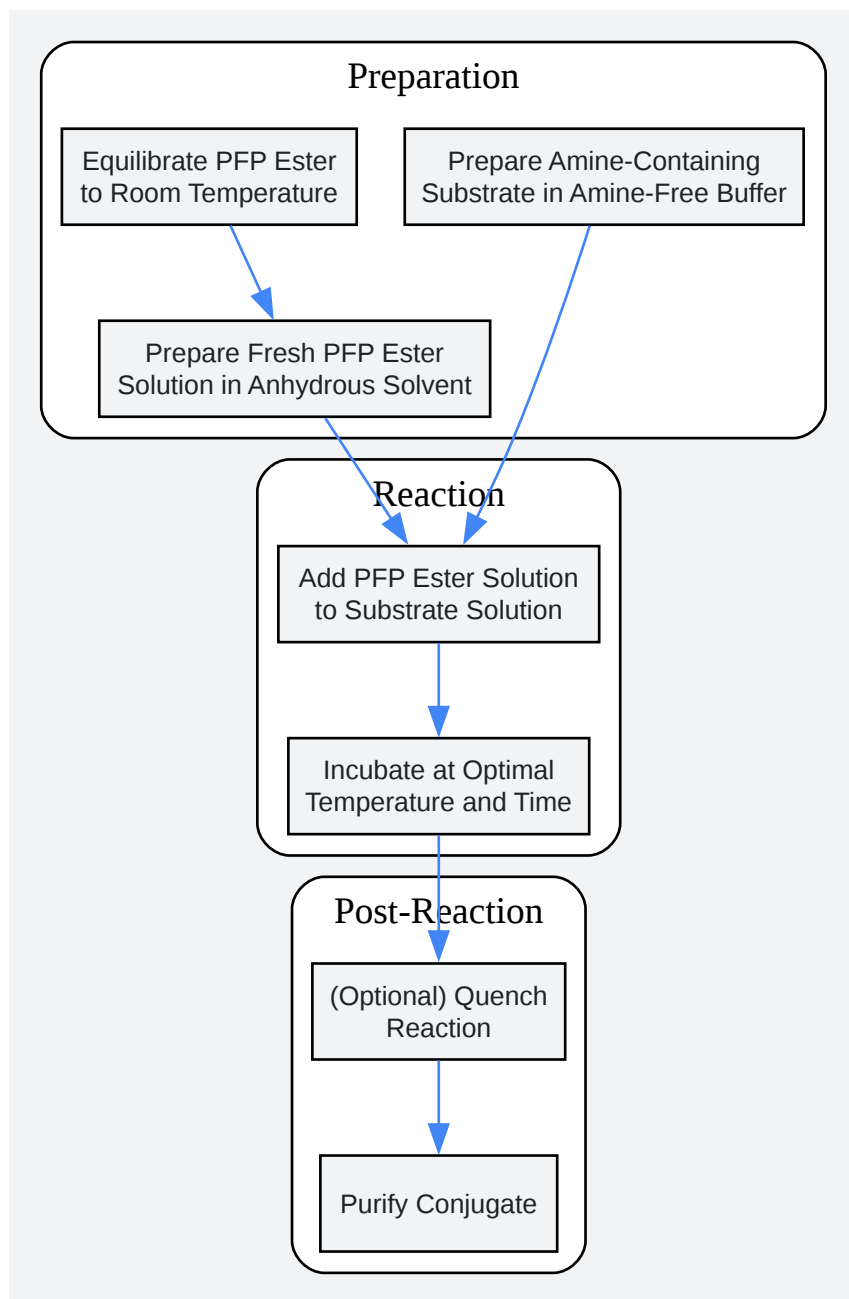 Preparation
Equilibrate PFP Ester
to Room Temperature
Prepare Amine-Containing
Substrate in Amine-Free Buffer
Prepare Fresh PFP Ester
Solution in Anhydrous Solvent
Reaction
Add PFP Ester Solution
to Substrate Solution
Incubate at Optimal
Temperature and Time
Post-Reaction
(Optional) Quench
Reaction
Purify Conjugate